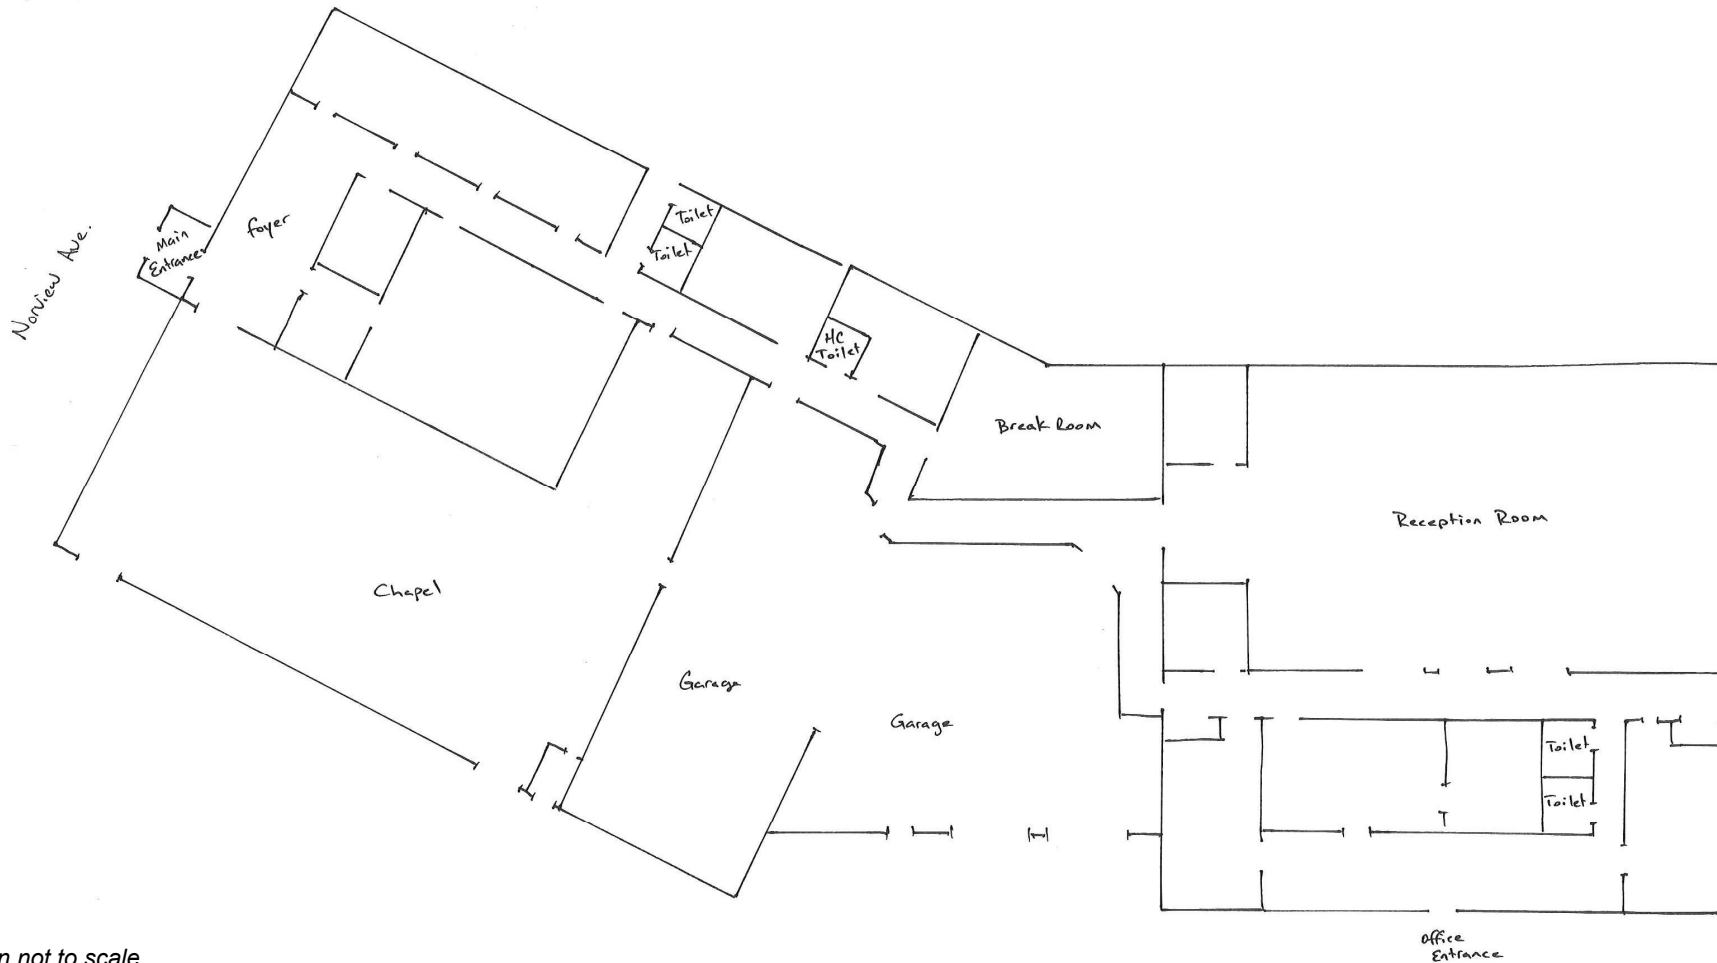 Norview Ave.
Main
Entrance
foyer
Toilet
Toilet
HC
Toilet
Break Room
Reception Room
Chapel
Garage
Garage
Toilet
Toilet
Office
Entrance
not to scale